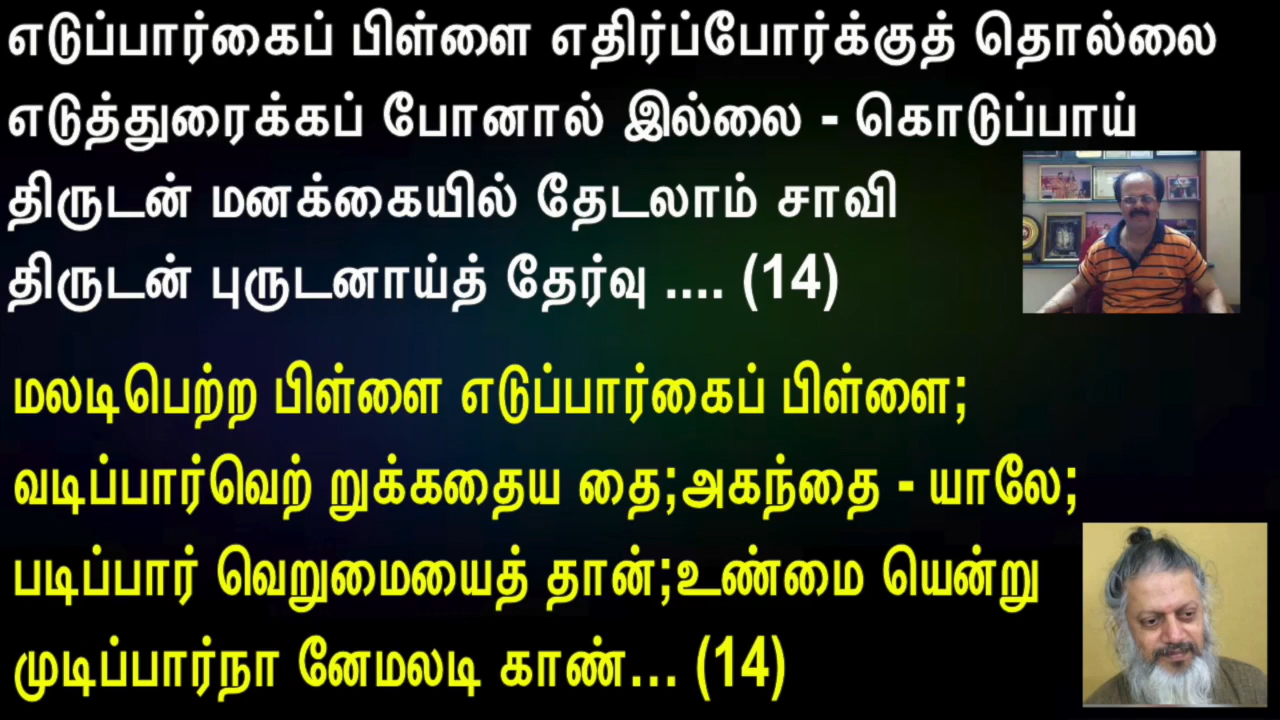 எடுப்பார்கைப் பிள்ளை எதிர்ப்போர்க்குத் தொல்லை
எடுத்துரைக்கப் போனால் இல்லை - கொடுப்பாய்
திருடன் மனக்கையில் தேடலாம் சாவி
திருடன் புருடனாய்த் தேர்வு .... (14)
மலடிபெற்ற பிள்ளை எடுப்பார்கைப் பிள்ளை;
வடிப்பார்வெற் றுக்கதைய தை;அகந்தை - யாலே;
படிப்பார் வெறுமையைத் தான்;உண்மை யென்று
முடிப்பார்நா னேமலடி காண்... (14)